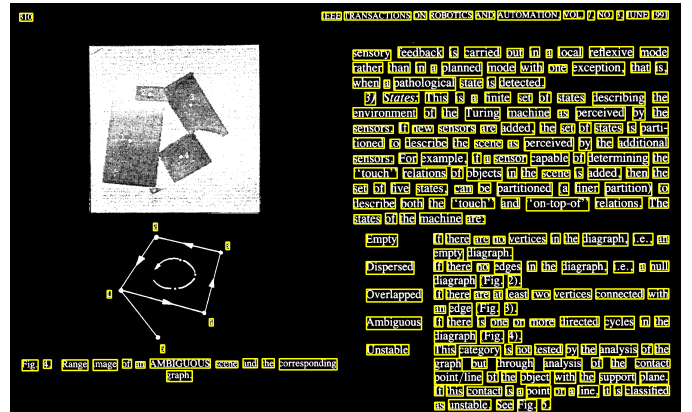 310
IEEE TRANSACTIONS ON ROBOTICS AND AUTOMATION, VOL. 7, NO. 3, JUNE 1991
Fig. 4. Range image of an AMBIGUOUS scene and the corresponding
graph.
sensory feedback is carried out in a local reflexive mode
rather than in a planned mode with one exception, that is,
when a pathological state is detected.
3) States: This is a finite set of states describing the
environment of the Turing machine as perceived by the
sensors. If new sensors are added, the set of states is parti-
tioned to describe the scene as perceived by the additional
sensors. For example, if a sensor capable of determining the
"touch" relations of objects in the scene is added, then the
set of five states, can be partitioned (a finer partition) to
describe both the "touch" and "on-top-of" relations. The
states of the machine are:
Empty If there are no vertices in the diagraph, i.e., an
empty diagraph.
Dispersed If there no edges in the diagraph, i.e., a null
diagraph (Fig. 2).
Overlapped If there are at least two vertices connected with
an edge (Fig. 3).
Ambiguous If there is one or more directed cycles in the
diagraph (Fig. 4).
Unstable This category is not tested by the analysis of the
graph but through analysis of the contact
point/line of the object with the support plane.
If this contact is a point or a line, it is classified
as unstable. See Fig. 5.